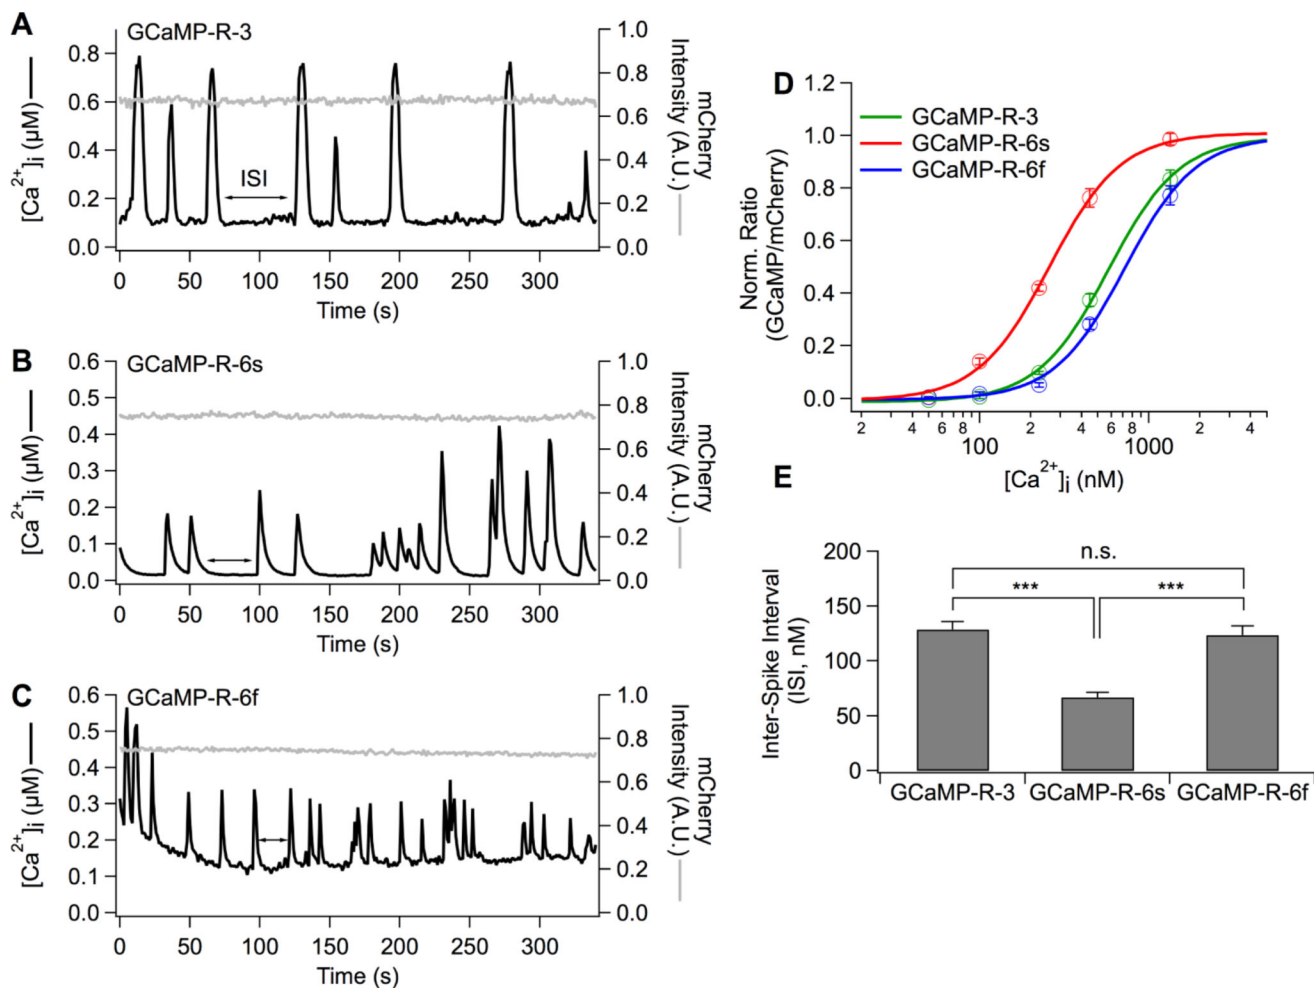 A
GCaMP-R-3
[Ca2+]i (µM)
0.8
0.6
0.4
0.2
0.0
ISI
1.0
0.8
0.6
0.4
0.2
0.0
mCherry
Intensity (A.U.)
0 50 100 150 200 250 300
Time (s)
B
GCaMP-R-6s
[Ca2+]i (µM)
0.6
0.5
0.4
0.3
0.2
0.1
0.0
1.0
0.8
0.6
0.4
0.2
0.0
mCherry
Intensity (A.U.)
0 50 100 150 200 250 300
Time (s)
C
GCaMP-R-6f
[Ca2+]i (µM)
0.6
0.5
0.4
0.3
0.2
0.1
0.0
1.0
0.8
0.6
0.4
0.2
0.0
mCherry
Intensity (A.U.)
0 50 100 150 200 250 300
Time (s)
D
GCaMP-R-3
GCaMP-R-6s
GCaMP-R-6f
Norm. Ratio
(GCaMP/mCherry)
1.2
1.0
0.8
0.6
0.4
0.2
0.0
2 4 6 8 2 4 6 8 2 4
100 1000
[Ca2+]i (nM)
E
Inter-Spike Interval
(ISI, nM)
200
150
100
50
0
n.s.
*** ***
GCaMP-R-3 GCaMP-R-6s GCaMP-R-6f